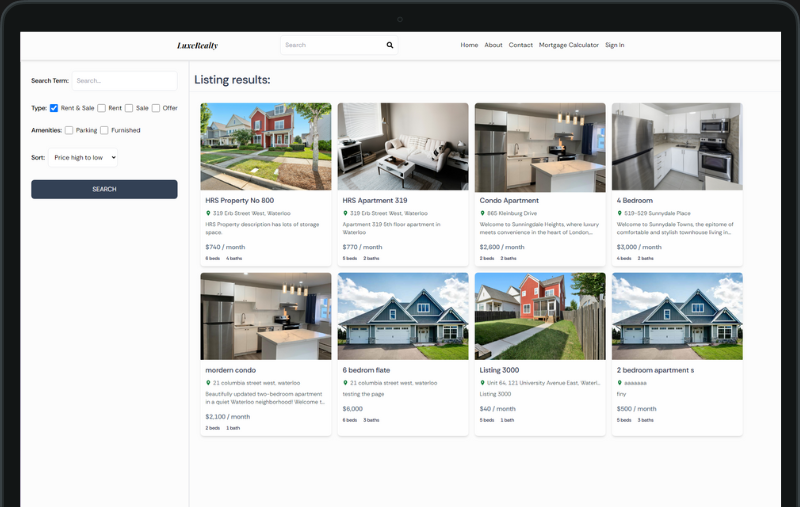 LuxeRealty
Search
Home About Contact Mortgage Calculator Sign In
Search Term: Search...
Type: Rent & Sale Rent Sale Offer
Amenities: Parking Furnished
Sort: Price high to low
SEARCH
Listing results:
HRS Property No 800
319 Erb Street West, Waterloo
HRS Property description has lots of storage
space.
$740 / month
6 beds 4 baths
HRS Apartment 319
319 Erb Street West, Waterloo
Apartment 319 5th floor apartment in
Waterloo
$770 / month
5 beds 2 baths
Condo Apartment
665 Kleinburg Drive
Welcome to Sunningdale Heights, where luxury
meets convenience in the heart of London...
$2,600 / month
2 beds 2 baths
4 Bedroom
519-529 Sunnydale Place
Welcome to Sunnydale Towns, the epitome of
comfortable and stylish townhouse living in...
$3,000 / month
4 beds 2 baths
mordern condo
21 columbia street west, waterloo
Beautifully updated two-bedroom apartment
in a quiet Waterloo neighborhood! Welcome t...
$2,100 / month
2 beds 1 bath
6 bedrom flate
21 columbia street west, waterloo
testing the page
$6,000
6 beds 3 baths
Listing 3000
Unit 64, 121 University Avenue East, Waterl...
Listing 3000
$40 / month
5 beds 1 bath
2 bedroom apartment s
aaaaaaa
finy
$500 / month
5 beds 3 baths